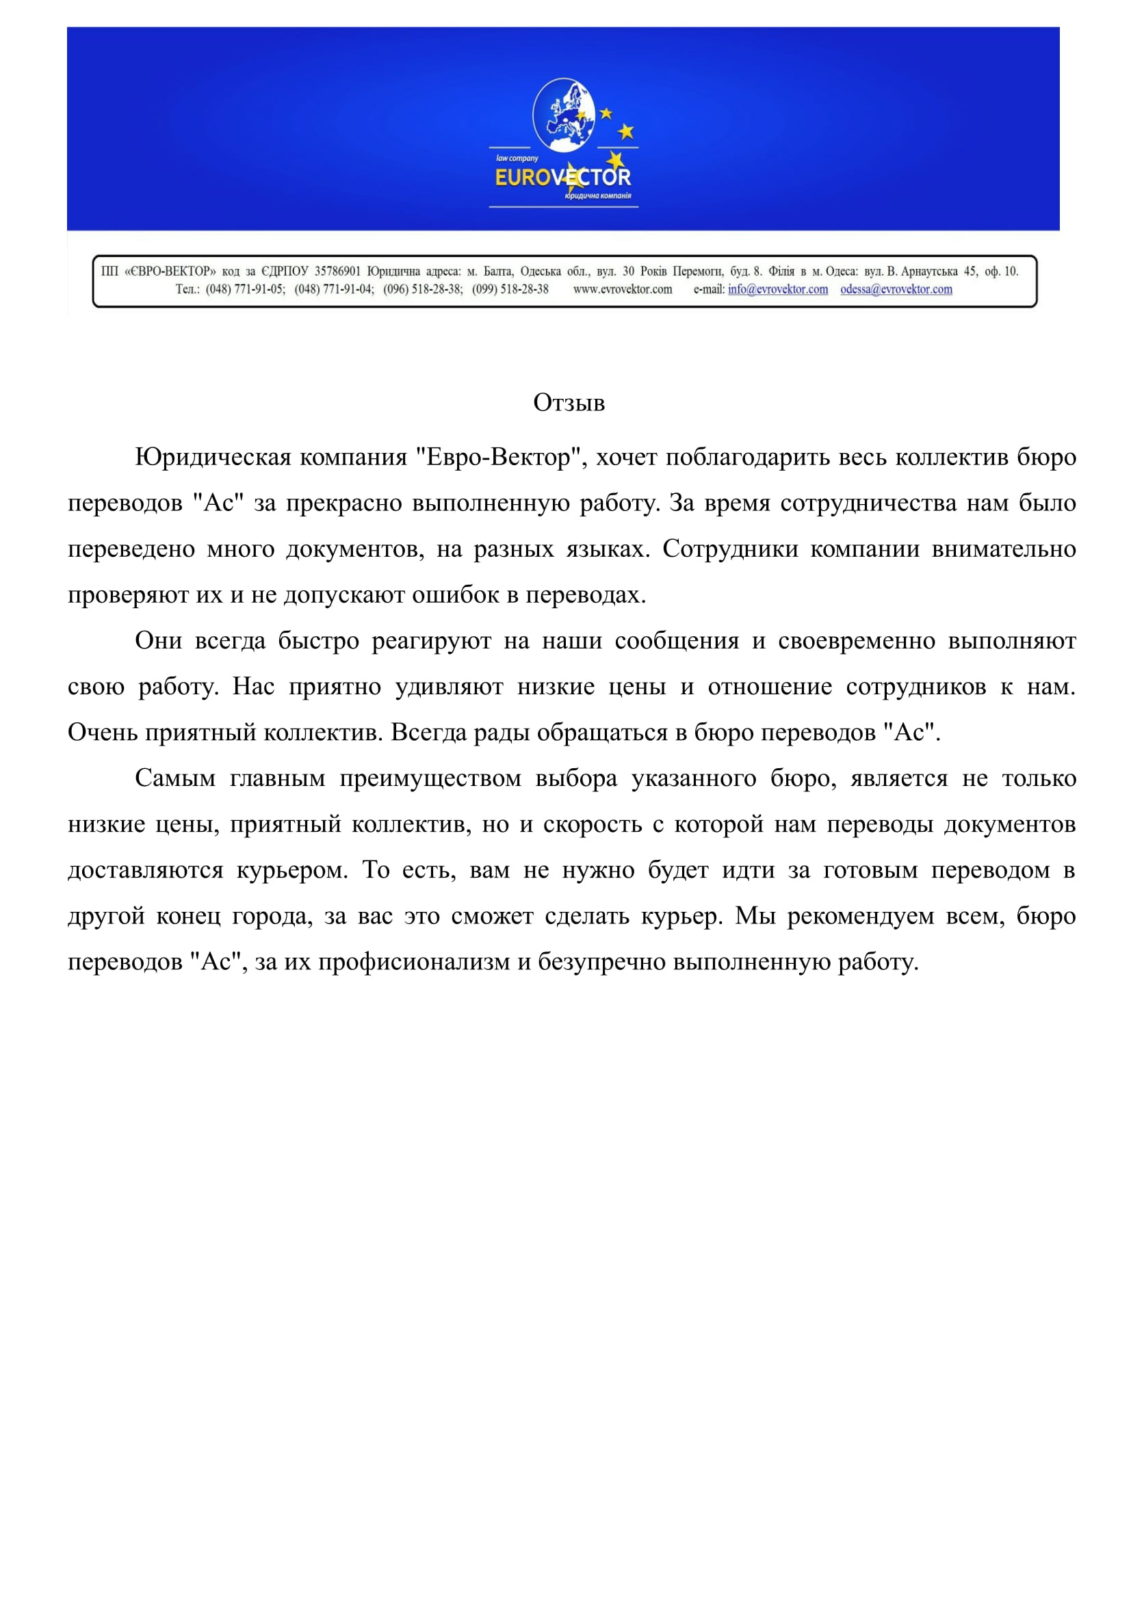 law company
EUROVECTOR
юридична компанія
ПП «ЄВРО-ВЕКТОР» код за ЄДРПОУ 35786901 Юридична адреса: м. Балта, Одеська обл., вул. 30 Років Перемоги, буд. 8. Філія в м. Одеса: вул. В. Арнаутська 45, оф. 10.
Тел.: (048) 771-91-05; (048) 771-91-04; (096) 518-28-38; (099) 518-28-38 www.evrovektor.com e-mail: info@evrovektor.com odessa@evrovektor.com
Отзыв
Юридическая компания "Евро-Вектор", хочет поблагодарить весь коллектив бюро
переводов "Ас" за прекрасно выполненную работу. За время сотрудничества нам было
переведено много документов, на разных языках. Сотрудники компании внимательно
проверяют их и не допускают ошибок в переводах.
Они всегда быстро реагируют на наши сообщения и своевременно выполняют
свою работу. Нас приятно удивляют низкие цены и отношение сотрудников к нам.
Очень приятный коллектив. Всегда рады обращаться в бюро переводов "Ас".
Самым главным преимуществом выбора указанного бюро, является не только
низкие цены, приятный коллектив, но и скорость с которой нам переводы документов
доставляются курьером. То есть, вам не нужно будет идти за готовым переводом в
другой конец города, за вас это сможет сделать курьер. Мы рекомендуем всем, бюро
переводов "Ас", за их профисионализм и безупречно выполненную работу.